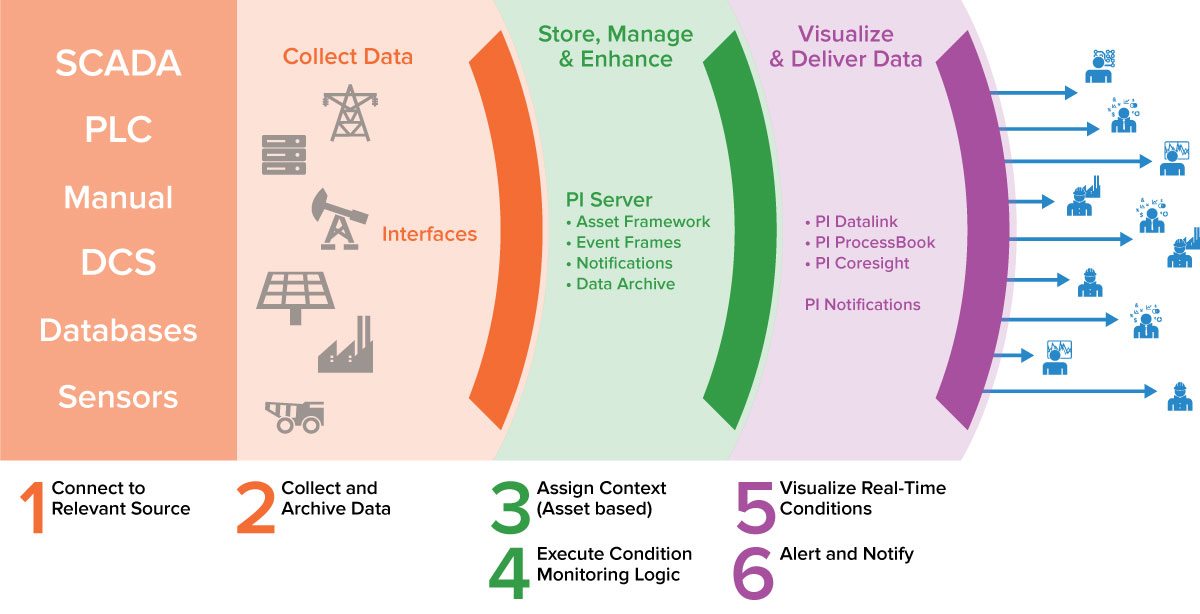 SCADA
PLC
Manual
DCS
Databases
Sensors
Collect Data
Interfaces
Store, Manage
& Enhance
PI Server
• Asset Framework
• Event Frames
• Notifications
• Data Archive
Visualize
& Deliver Data
• PI Datalink
• PI ProcessBook
• PI Coresight
PI Notifications
1 Connect to
Relevant Source
2 Collect and
Archive Data
3 Assign Context
(Asset based)
4 Execute Condition
Monitoring Logic
5 Visualize Real-Time
Conditions
6 Alert and Notify